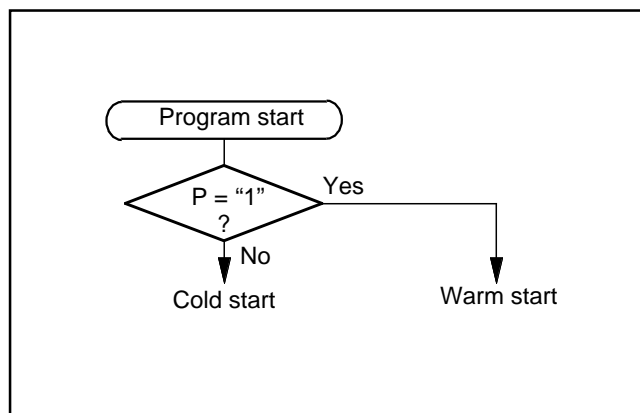 Program start
P = “1”
?
Yes
No
Cold start
Warm start